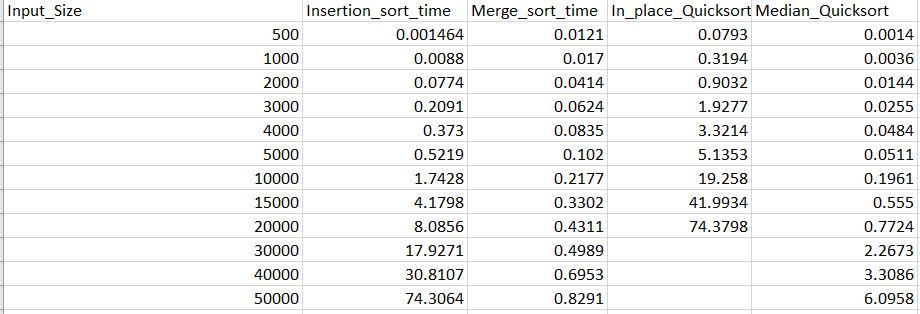 Input_Size Insertion_sort_time Merge_sort_time In_place_Quicksort Median_Quicksort
500 0.001464 0.0121 0.0793 0.0014
1000 0.0088 0.017 0.3194 0.0036
2000 0.0774 0.0414 0.9032 0.0144
3000 0.2091 0.0624 1.9277 0.0255
4000 0.373 0.0835 3.3214 0.0484
5000 0.5219 0.102 5.1353 0.0511
10000 1.7428 0.2177 19.258 0.1961
15000 4.1798 0.3302 41.9934 0.555
20000 8.0856 0.4311 74.3798 0.7724
30000 17.9271 0.4989 2.2673
40000 30.8107 0.6953 3.3086
50000 74.3064 0.8291 6.0958